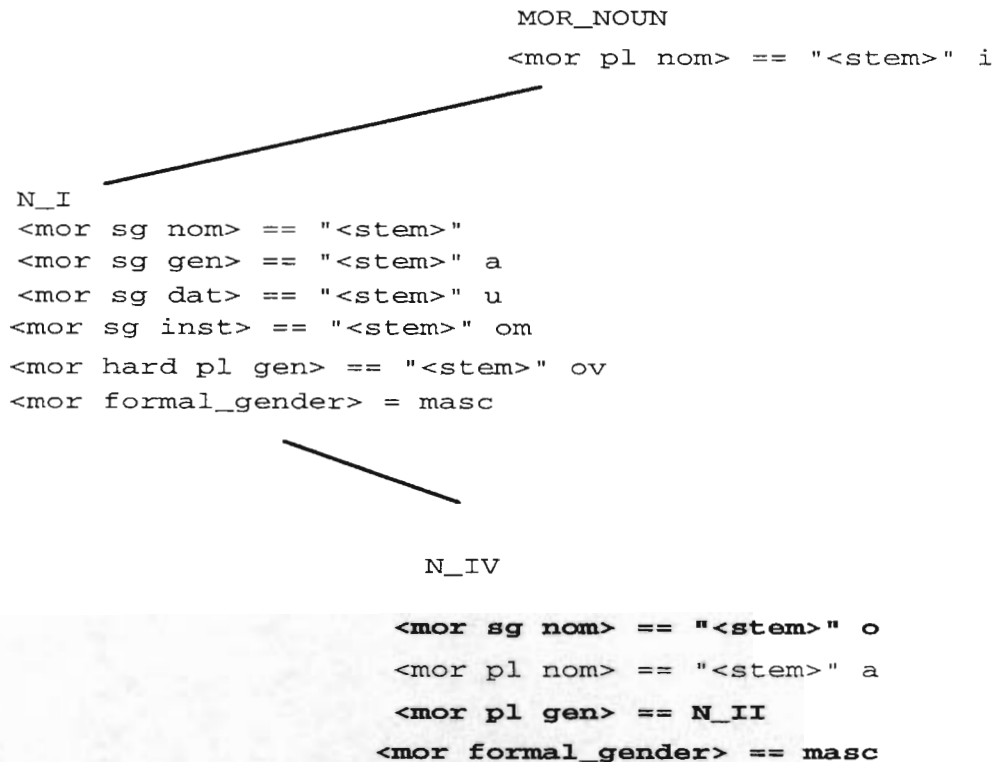 MOR_NOUN
<mor pl nom> == "<stem>" i
N_I
<mor sg nom> == "<stem>"
<mor sg gen> == "<stem>" a
<mor sg dat> == "<stem>" u
<mor sg inst> == "<stem>" om
<mor hard pl gen> == "<stem>" ov
<mor formal_gender> = masc
N_IV
<mor sg nom> == "<stem>" o
<mor pl nom> == "<stem>" a
<mor pl gen> == N_II
<mor formal_gender> == masc